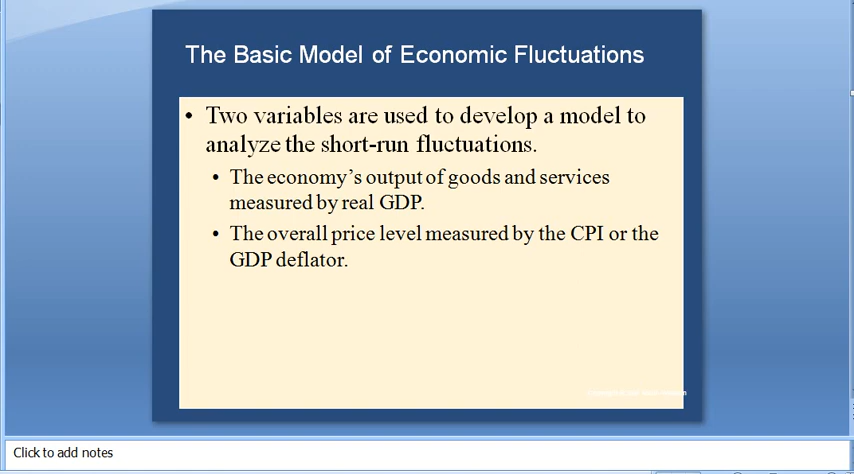 The Basic Model of Economic Fluctuations
• Two variables are used to develop a model to
analyze the short-run fluctuations.
• The economy’s output of goods and services
measured by real GDP.
• The overall price level measured by the CPI or the
GDP deflator.
Click to add notes